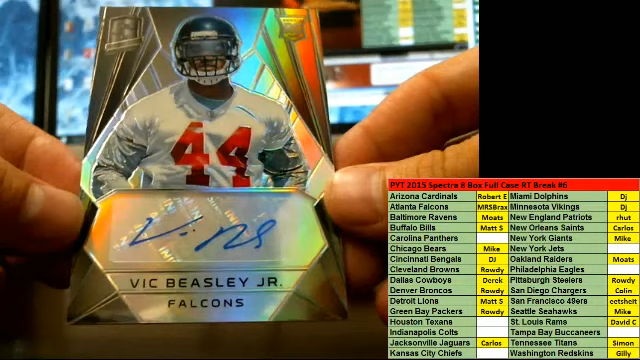 44
VIC BEASLEY JR.
FALCONS
PYT 2015 Spectra 8 Box Full Case RT Break #6
Arizona Cardinals Robert E Miami Dolphins Dj
Atlanta Falcons MRSBrax Minnesota Vikings Dj
Baltimore Ravens Moats New England Patriots rhut
Buffalo Bills Matt S New Orleans Saints Carlos
Carolina Panthers New York Giants Mike
Chicago Bears Mike New York Jets
Cincinnati Bengals DJ Oakland Raiders Moats
Cleveland Browns Rowdy Philadelphia Eagles
Dallas Cowboys Derek Pittsburgh Steelers Rowdy
Denver Broncos Rowdy San Diego Chargers Colin
Detroit Lions Matt S San Francisco 49ers eetsheit
Green Bay Packers Rowdy Seattle Seahawks Mike
Houston Texans St. Louis Rams David C
Indianapolis Colts Tampa Bay Buccaneers
Jacksonville Jaguars Carlos Tennessee Titans Simon
Kansas City Chiefs Washington Redskins Gilly